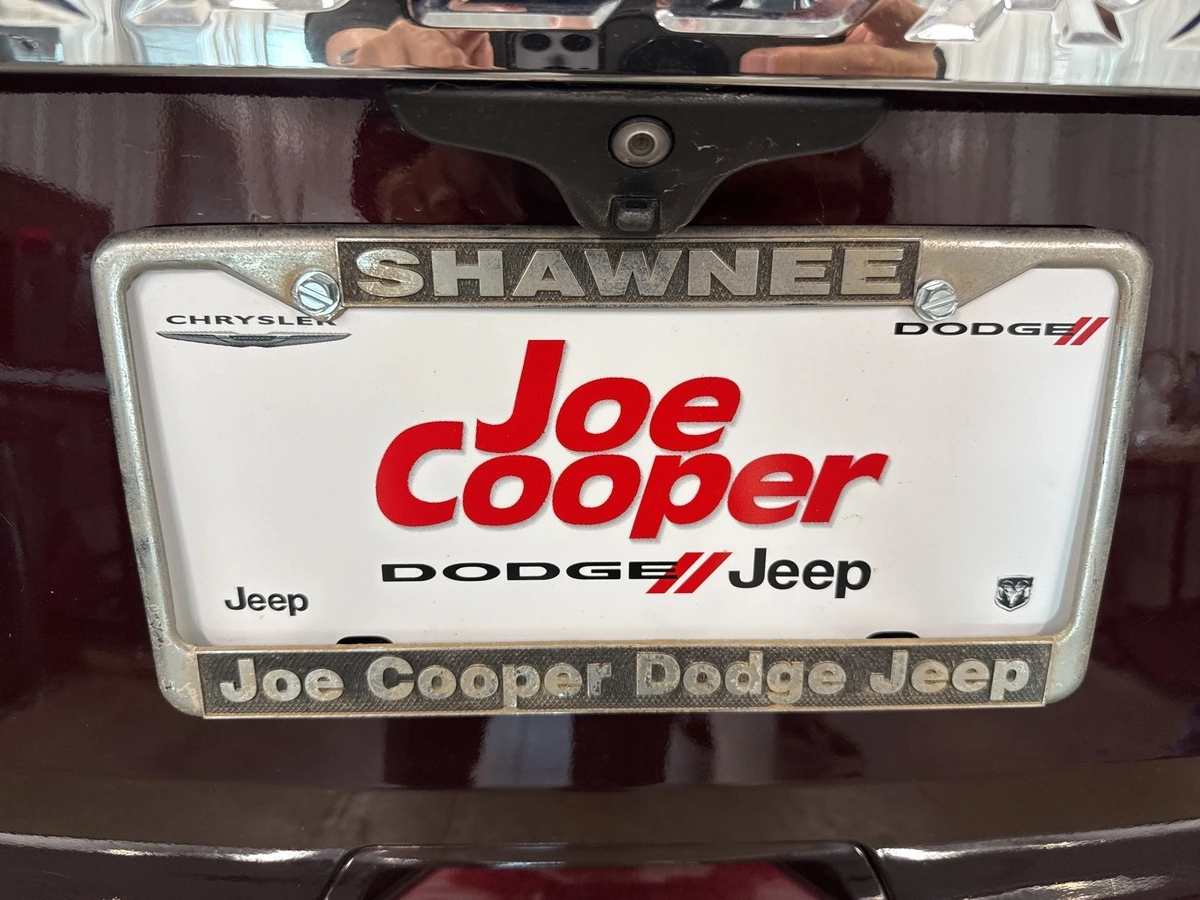 SHAWNEE
CHRYSLER
DODGE
Joe
Cooper
DODGE Jeep
Jeep
Joe Cooper Dodge Jeep